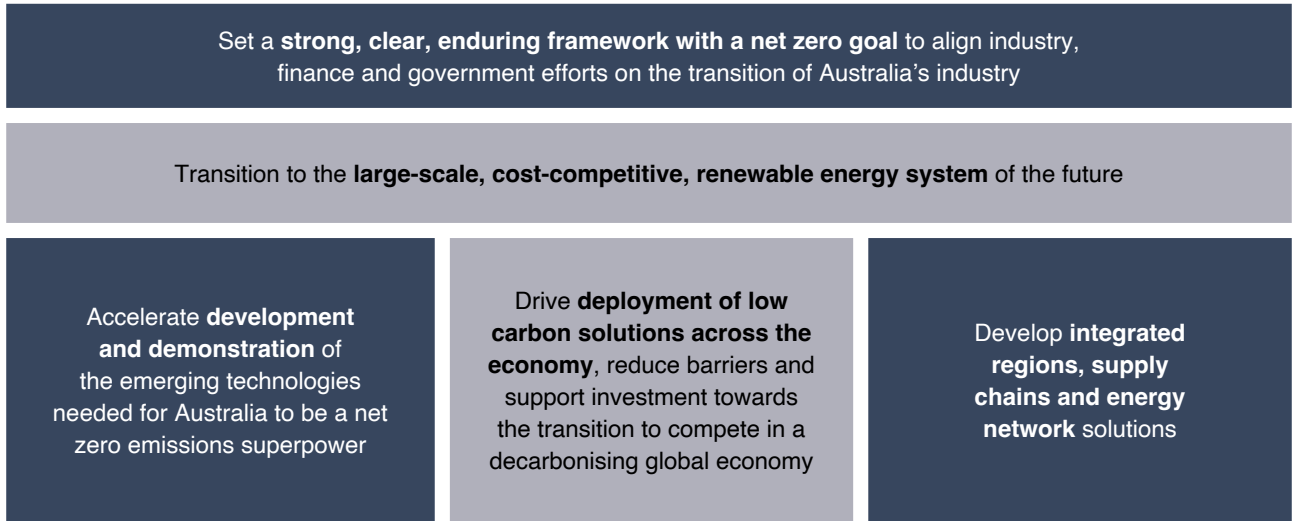 Set a strong, clear, enduring framework with a net zero goal to align industry,
finance and government efforts on the transition of Australia’s industry
Transition to the large-scale, cost-competitive, renewable energy system of the future
Accelerate development
and demonstration of
the emerging technologies
needed for Australia to be a net
zero emissions superpower
Drive deployment of low
carbon solutions across the
economy, reduce barriers and
support investment towards
the transition to compete in a
decarbonising global economy
Develop integrated
regions, supply
chains and energy
network solutions